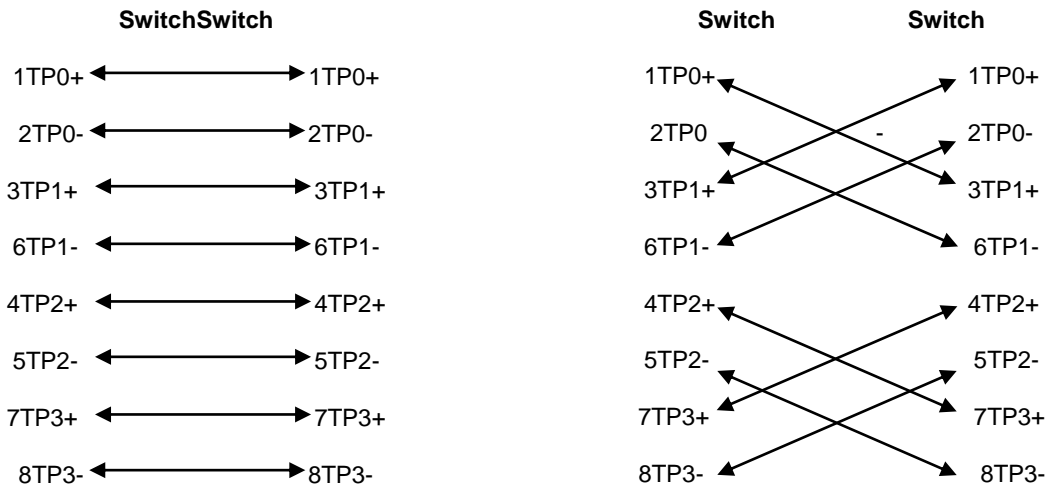 SwitchSwitch Switch Switch
1TP0+ 1TP0+ 1TP0+ 1TP0+
2TP0- 2TP0- 2TP0 - 2TP0-
3TP1+ 3TP1+ 3TP1+ 3TP1+
6TP1- 6TP1- 6TP1- 6TP1-
4TP2+ 4TP2+ 4TP2+ 4TP2+
5TP2- 5TP2- 5TP2- 5TP2-
7TP3+ 7TP3+ 7TP3+ 7TP3+
8TP3- 8TP3- 8TP3- 8TP3-